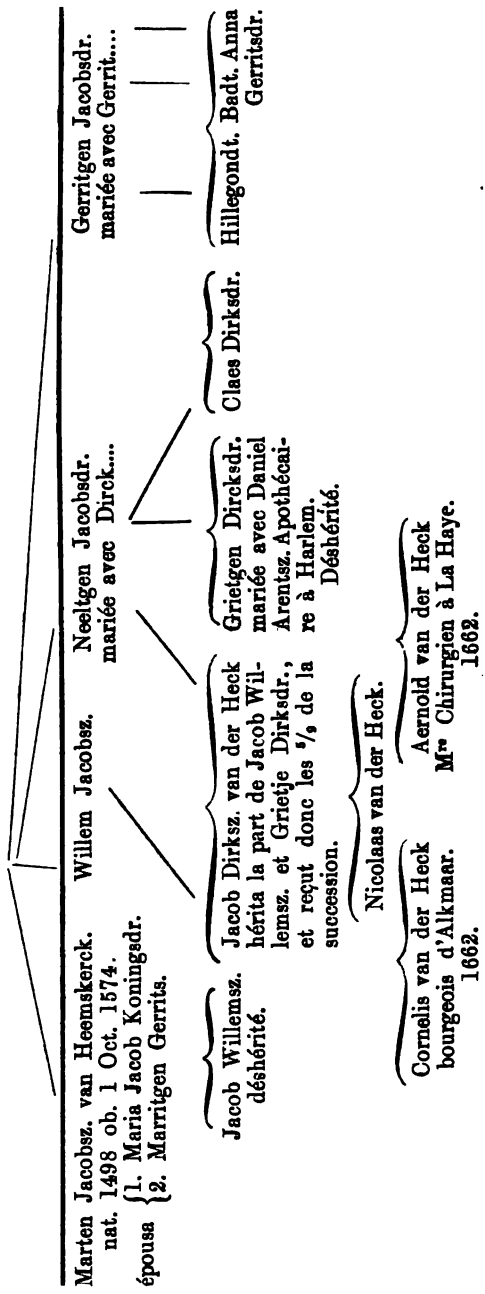 Marten Jacobsz. van Heemskerck.
nat. 1498 ob. 1 Oct. 1574.
épousa {1. Maria Jacob Koningsdr.
{2. Marritgen Gerrits.
Willem Jacobsz.
Neeltgen Jacobsdr.
mariée avec Dirck....
Gerritgen Jacobsdr.
mariée avec Gerrit....
Jacob Willemsz.
déshérité.
Jacob Dirksz. van der Heck
hérita la part de Jacob Wil-
lemsz. et Grietje Dirksdr.,
et reçut donc les 5/9 de la
succession.
Grietgen Dircksdr.
mariée avec Daniel
Arentsz. Apothécai-
re à Harlem.
Déshérité.
Claes Dirksdr.
Hillegondt. Badt. Anna
Gerritsdr.
Nicolaas van der Heck.
Cornelis van der Heck
bourgeois d'Alkmaar.
1662.
Aernold van der Heck
Mre Chirurgien à La Haye.
1662.